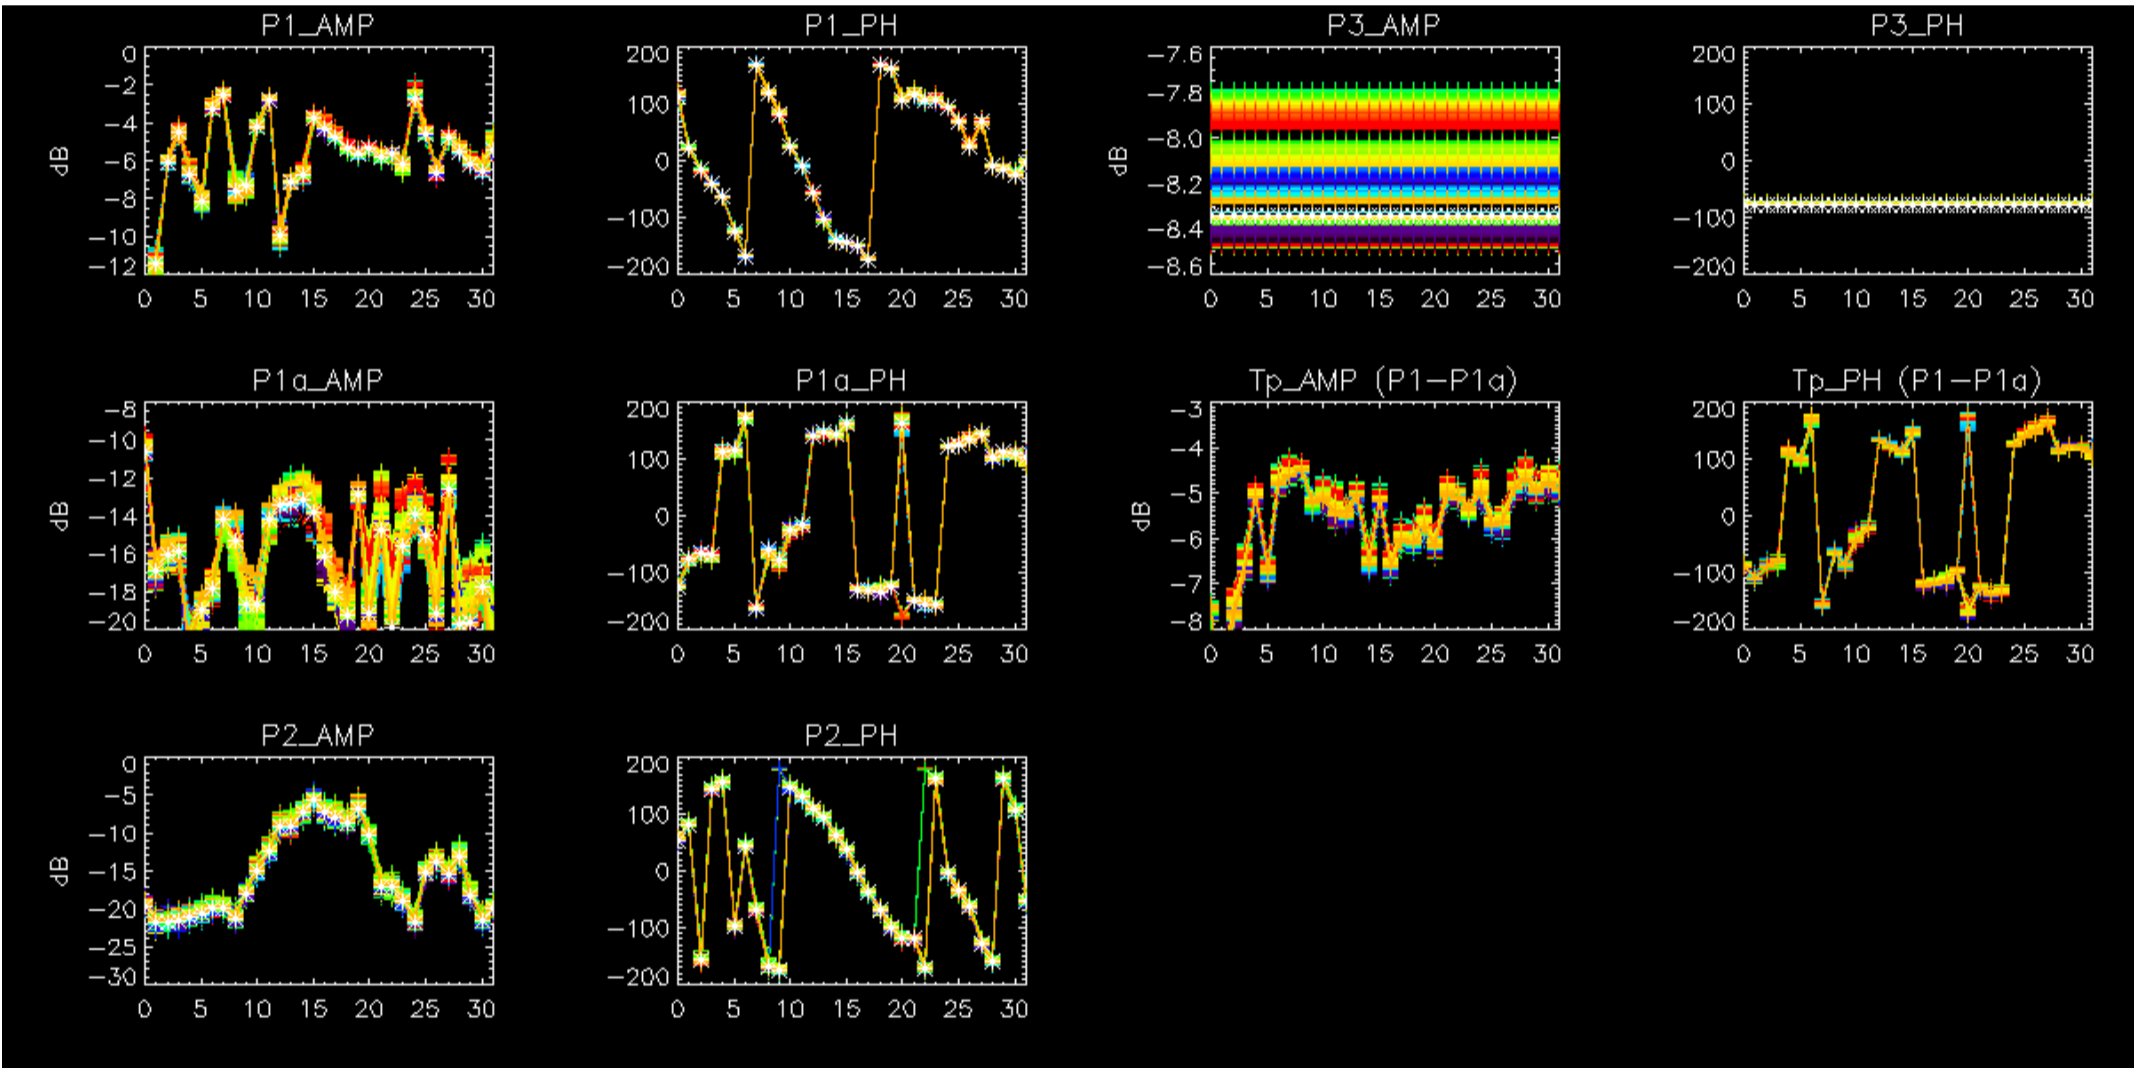 P1_AMP
P1_PH
P3_AMP
P3_PH
0
−2
−4
−6
−8
−10
−12
dB
0 5 10 15 20 25 30
200
100
0
−100
−200
0 5 10 15 20 25 30
−7.6
−7.8
−8.0
−8.2
−8.4
−8.6
dB
0 5 10 15 20 25 30
200
100
0
−100
−200
0 5 10 15 20 25 30
P1a_AMP
P1a_PH
Tp_AMP (P1−P1a)
Tp_PH (P1−P1a)
−8
−10
−12
−14
−16
−18
−20
dB
0 5 10 15 20 25 30
200
100
0
−100
−200
0 5 10 15 20 25 30
−3
−4
−5
−6
−7
−8
dB
0 5 10 15 20 25 30
200
100
0
−100
−200
0 5 10 15 20 25 30
P2_AMP
P2_PH
0
−5
−10
−15
−20
−25
−30
dB
0 5 10 15 20 25 30
200
100
0
−100
−200
0 5 10 15 20 25 30